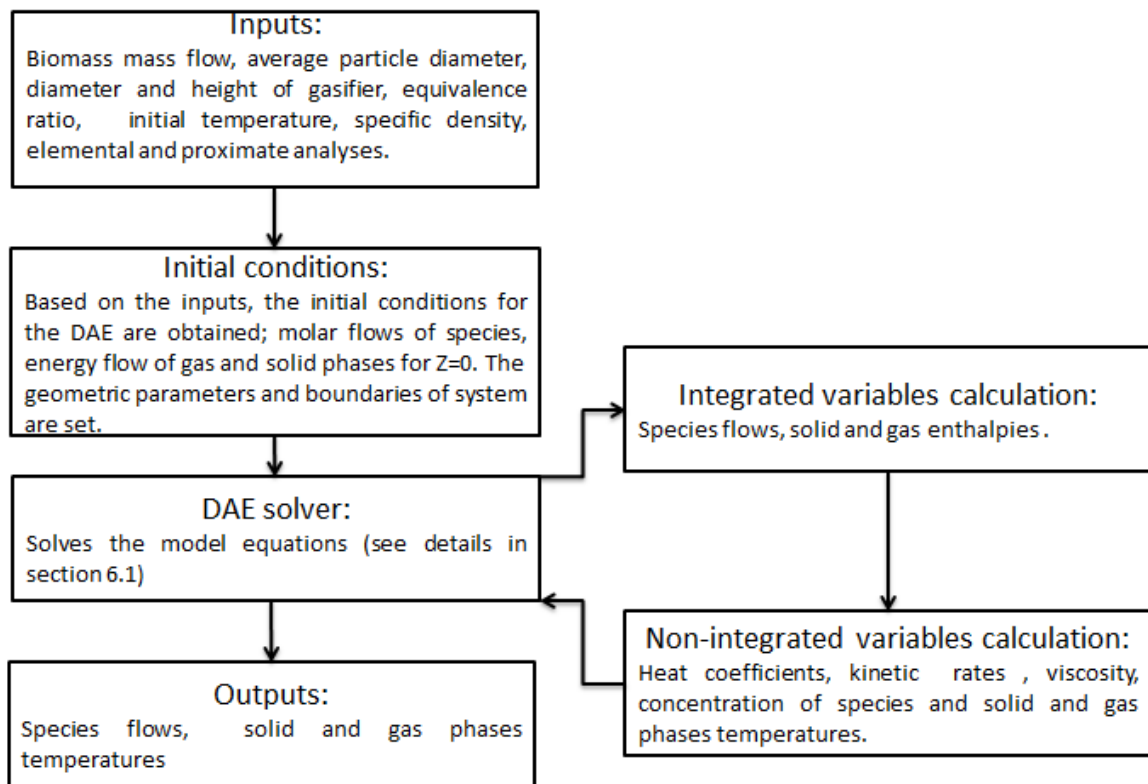 Inputs:
Biomass mass flow, average particle diameter,
diameter and height of gasifier, equivalence
ratio, initial temperature, specific density,
elemental and proximate analyses.
Initial conditions:
Based on the inputs, the initial conditions for
the DAE are obtained; molar flows of species,
energy flow of gas and solid phases for Z=0. The
geometric parameters and boundaries of system
are set.
DAE solver:
Solves the model equations (see details in
section 6.1)
Outputs:
Species flows, solid and gas phases
temperatures
Integrated variables calculation:
Species flows, solid and gas enthalpies .
Non-integrated variables calculation:
Heat coefficients, kinetic rates , viscosity,
concentration of species and solid and gas
phases temperatures.